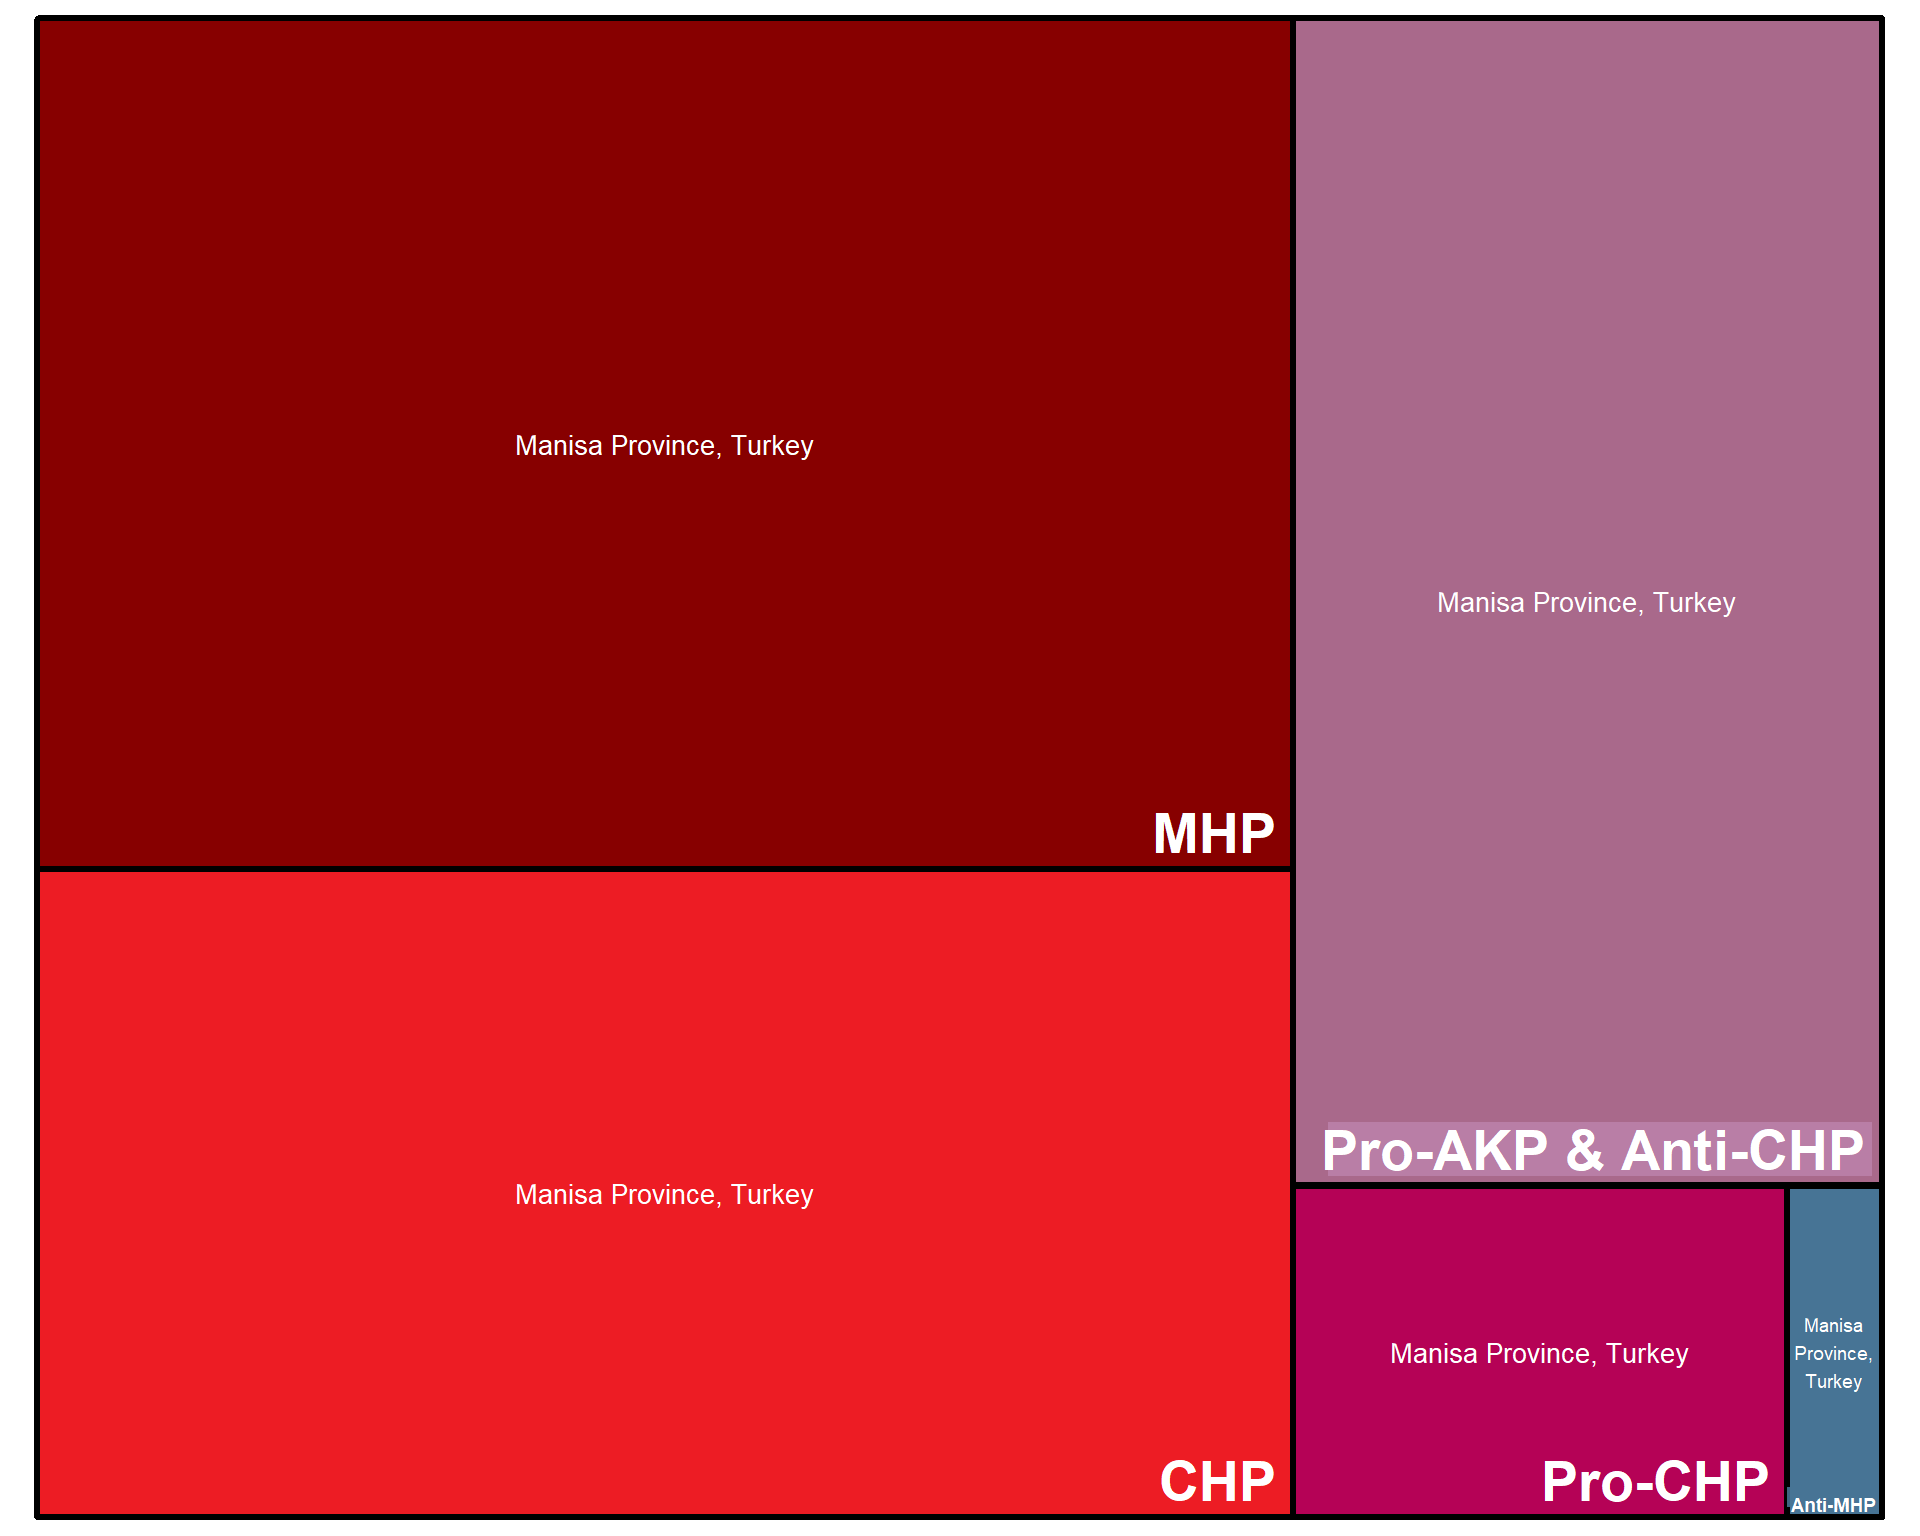 Manisa Province, Turkey
MHP
Manisa Province, Turkey
CHP
Manisa Province, Turkey
Pro-AKP & Anti-CHP
Manisa Province, Turkey
Pro-CHP
Manisa
Province,
Turkey
Anti-MHP